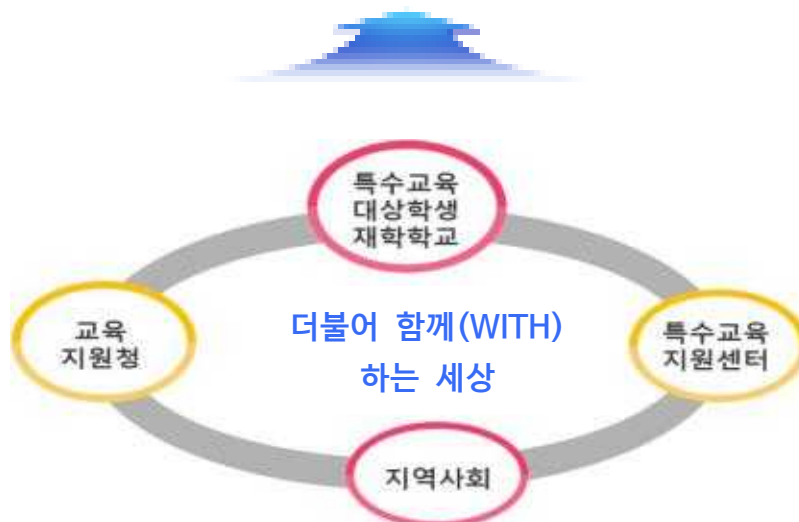 특수교육
대상학생
재학학교
교육
지원청
더불어 함께(WITH)
하는 세상
특수교육
지원센터
지역사회